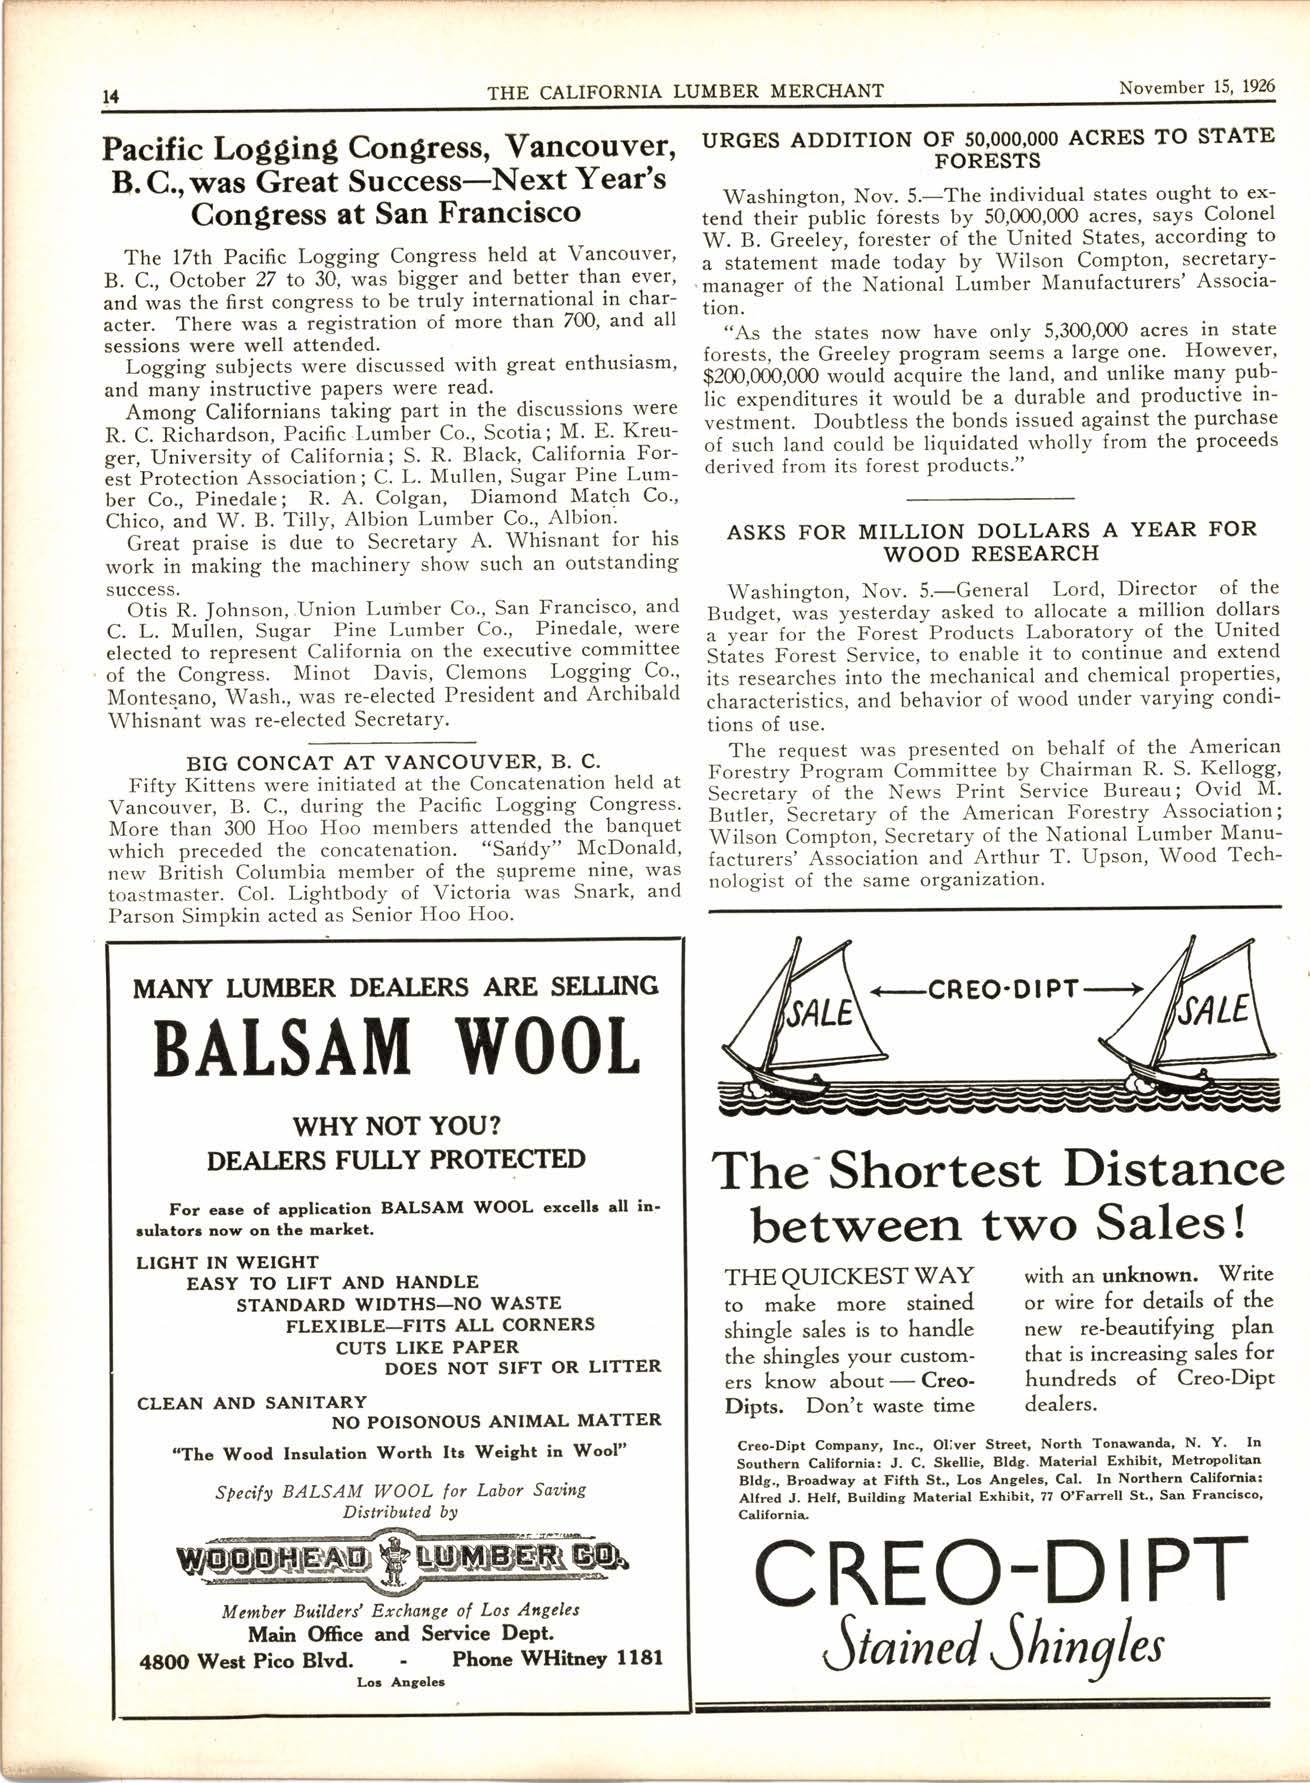 14
THE CALIFORNIA LUMBER MERCHANT
November 15, 1926
Pacific Logging Congress, Vancouver,
B. C., was Great Success—Next Year's
Congress at San Francisco
The 17th Pacific Logging Congress held at Vancouver,
B. C., October 27 to 30, was bigger and better than ever,
and was the first congress to be truly international in char-
acter. There was a registration of more than 700, and all
sessions were well attended.
Logging subjects were discussed with great enthusiasm,
and many instructive papers were read.
Among Californians taking part in the discussions were
R. C. Richardson, Pacific Lumber Co., Scotia; M. E. Kreu-
ger, University of California; S. R. Black, California For-
est Protection Association; C. L. Mullen, Sugar Pine Lum-
ber Co., Pinedale; R. A. Colgan, Diamond Match Co.,
Chico, and W. B. Tilly, Albion Lumber Co., Albion.
Great praise is due to Secretary A. Whisnant for his
work in making the machinery show such an outstanding
success.
Otis R. Johnson, Union Lumber Co., San Francisco, and
C. L. Mullen, Sugar Pine Lumber Co., Pinedale, were
elected to represent California on the executive committee
of the Congress. Minot Davis, Clemons Logging Co.,
Montesano, Wash., was re-elected President and Archibald
Whisnant was re-elected Secretary.
BIG CONCAT AT VANCOUVER, B. C.
Fifty Kittens were initiated at the Concatenation held at
Vancouver, B. C., during the Pacific Logging Congress.
More than 300 Hoo Hoo members attended the banquet
which preceded the concatenation. "Sandy" McDonald,
new British Columbia member of the supreme nine, was
toastmaster. Col. Lightbody of Victoria was Snark, and
Parson Simpkin acted as Senior Hoo Hoo.
URGES ADDITION OF 50,000,000 ACRES TO STATE
FORESTS
Washington, Nov. 5.—The individual states ought to ex-
tend their public forests by 50,000,000 acres, says Colonel
W. B. Greeley, forester of the United States, according to
a statement made today by Wilson Compton, secretary-
manager of the National Lumber Manufacturers' Associa-
tion.
"As the states now have only 5,300,000 acres in state
forests, the Greeley program seems a large one. However,
$200,000,000 would acquire the land, and unlike many pub-
lic expenditures it would be a durable and productive in-
vestment. Doubtless the bonds issued against the purchase
of such land could be liquidated wholly from the proceeds
derived from its forest products."
ASKS FOR MILLION DOLLARS A YEAR FOR
WOOD RESEARCH
Washington, Nov. 5.—General Lord, Director of the
Budget, was yesterday asked to allocate a million dollars
a year for the Forest Products Laboratory of the United
States Forest Service, to enable it to continue and extend
its researches into the mechanical and chemical properties,
characteristics, and behavior of wood under varying condi-
tions of use.
The request was presented on behalf of the American
Forestry Program Committee by Chairman R. S. Kellogg,
Secretary of the News Print Service Bureau; Ovid M.
Butler, Secretary of the American Forestry Association;
Wilson Compton, Secretary of the National Lumber Manu-
facturers' Association and Arthur T. Upson, Wood Tech-
nologist of the same organization.
MANY LUMBER DEALERS ARE SELLING
BALSAM WOOL
WHY NOT YOU?
DEALERS FULLY PROTECTED
For ease of application BALSAM WOOL excells all in-
sulators now on the market.
LIGHT IN WEIGHT
EASY TO LIFT AND HANDLE
STANDARD WIDTHS—NO WASTE
FLEXIBLE—FITS ALL CORNERS
CUTS LIKE PAPER
DOES NOT SIFT OR LITTER
CLEAN AND SANITARY
NO POISONOUS ANIMAL MATTER
"The Wood Insulation Worth Its Weight in Wool"
Specify BALSAM WOOL for Labor Saving
Distributed by
WOODHEAD LUMBER CO.
Member Builders' Exchange of Los Angeles
Main Office and Service Dept.
4800 West Pico Blvd. - Phone WHitney 1181
Los Angeles
SALE ←CREO-DIPT→ SALE
The Shortest Distance
between two Sales!
THE QUICKEST WAY
to make more stained
shingle sales is to handle
the shingles your custom-
ers know about — Creo-
Dipts. Don't waste time
with an unknown. Write
or wire for details of the
new re-beautifying plan
that is increasing sales for
hundreds of Creo-Dipt
dealers.
Creo-Dipt Company, Inc., Oliver Street, North Tonawanda, N. Y. In
Southern California: J. C. Skellie, Bldg. Material Exhibit, Metropolitan
Bldg., Broadway at Fifth St., Los Angeles, Cal. In Northern California:
Alfred J. Helf, Building Material Exhibit, 77 O'Farrell St., San Francisco,
California.
CREO-DIPT
Stained Shingles